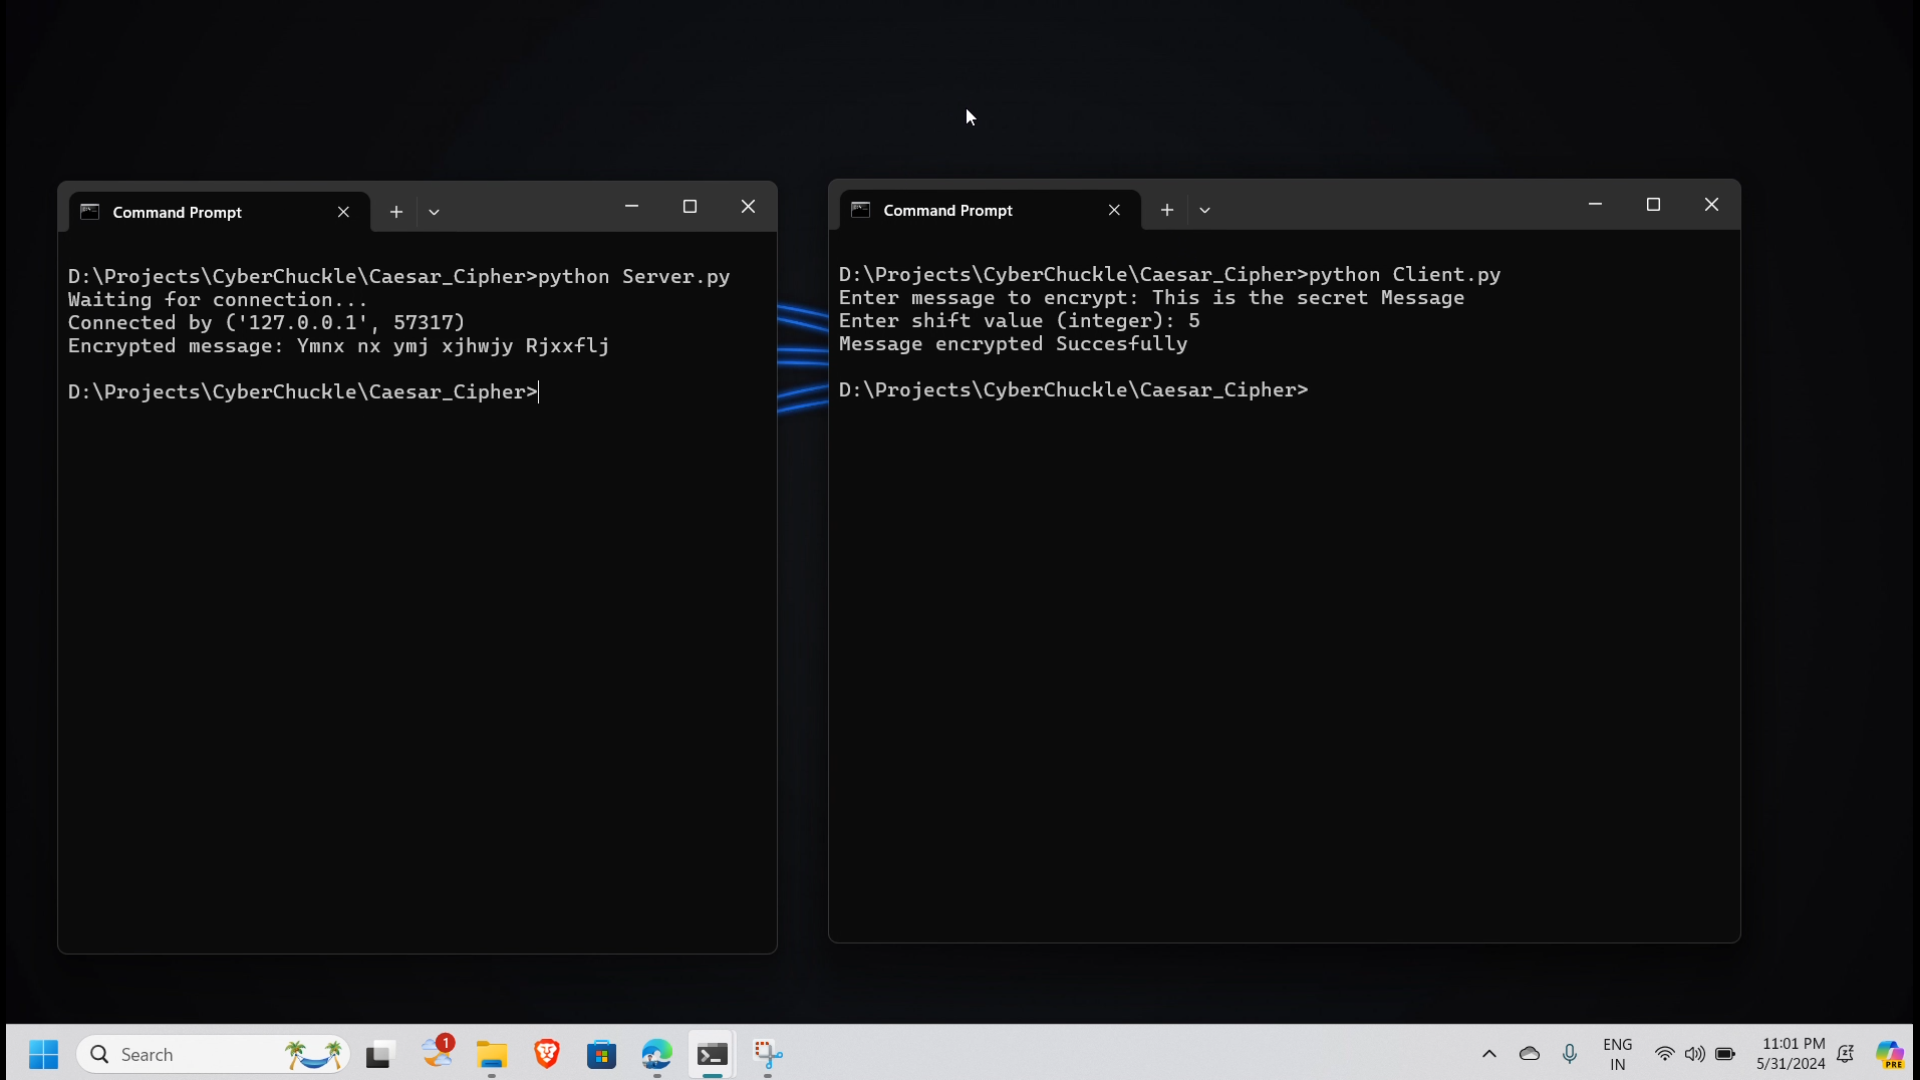 Command Prompt
D:\Projects\CyberChuckle\Caesar_Cipher>python Server.py
Waiting for connection...
Connected by ('127.0.0.1', 57317)
Encrypted message: Ymnx nx ymj xjhwjy Rjxxflj
D:\Projects\CyberChuckle\Caesar_Cipher>
Command Prompt
D:\Projects\CyberChuckle\Caesar_Cipher>python Client.py
Enter message to encrypt: This is the secret Message
Enter shift value (integer): 5
Message encrypted Succesfully
D:\Projects\CyberChuckle\Caesar_Cipher>
Search
1
ENG
IN
11:01 PM
5/31/2024
PRE